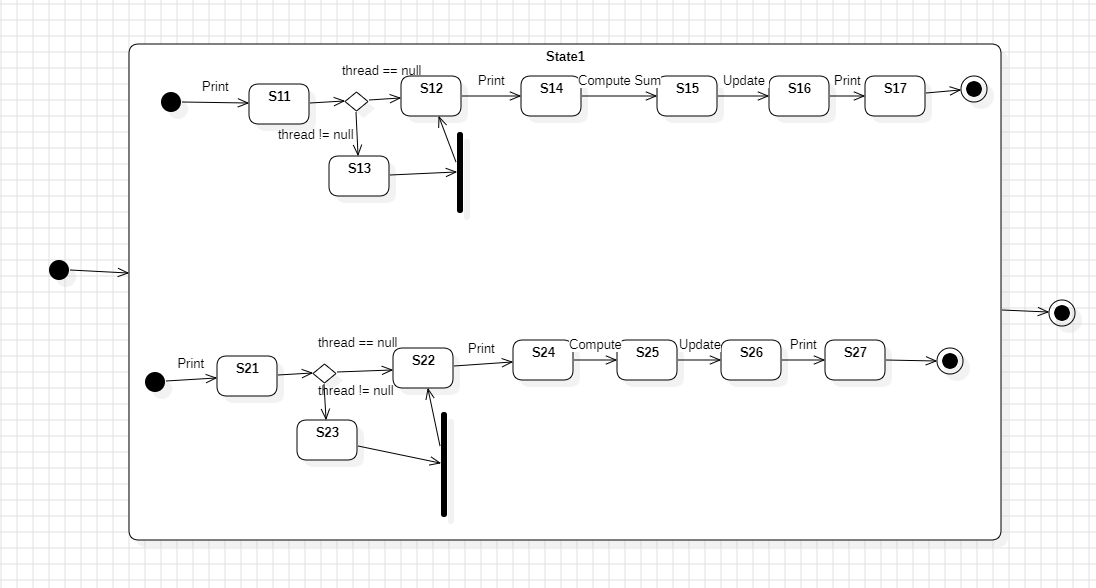 State1
thread == null
Print
S11
S12
Print
S14
Compute Sum
S15
Update
S16
Print
S17
thread != null
S13
thread == null
Print
S21
S22
Print
S24
Compute
S25
Update
S26
Print
S27
thread != null
S23